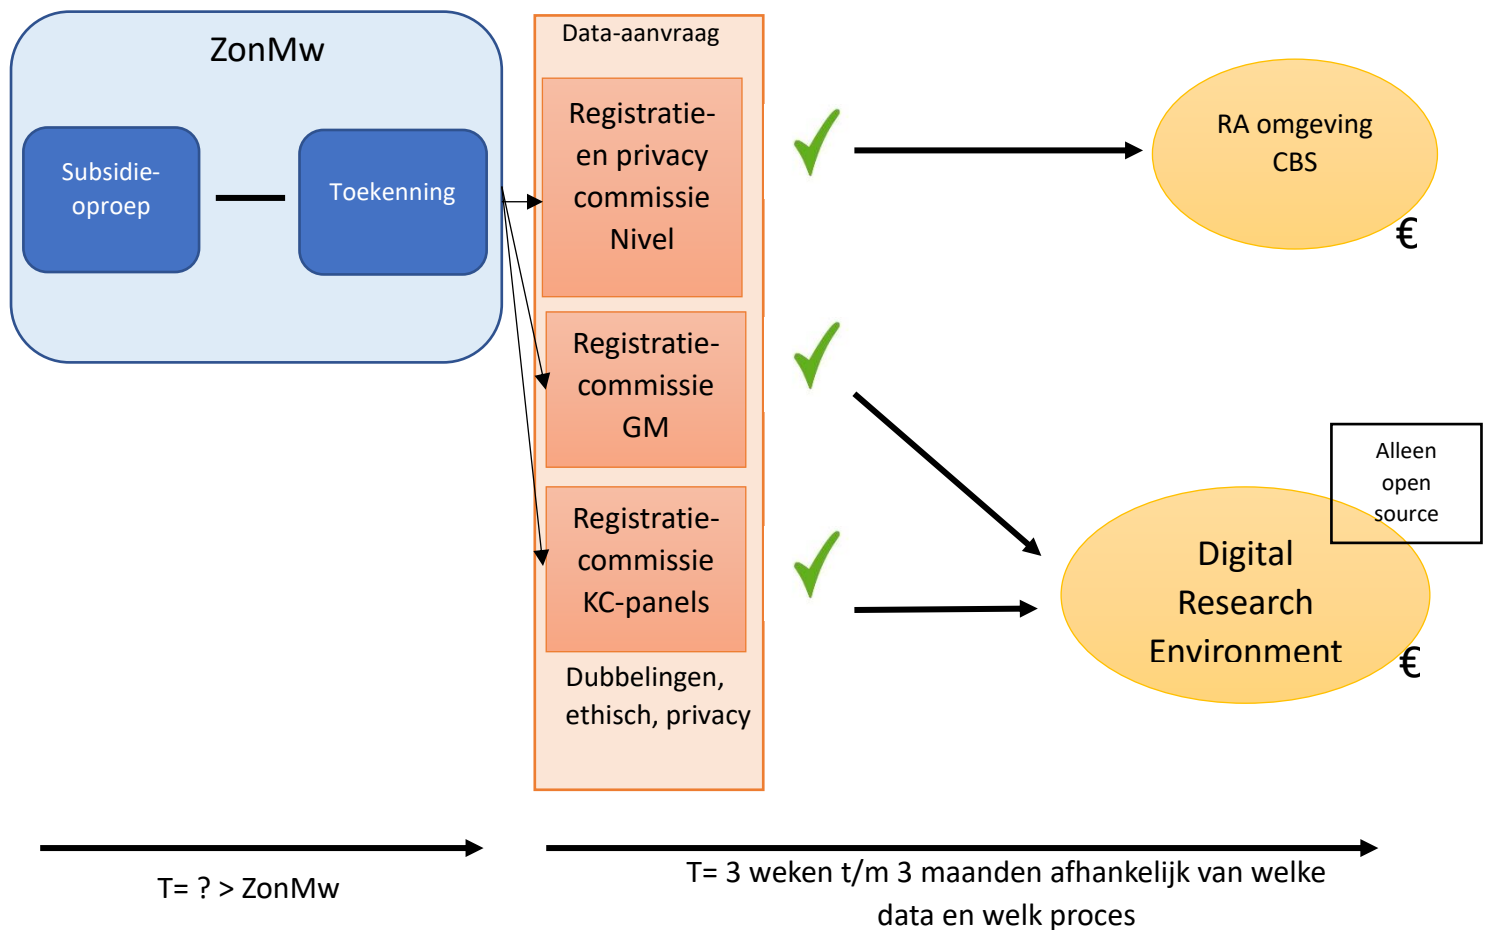 ZonMw
Subsidie-
oproep
Toekenning
Data-aanvraag
Registratie-
en privacy
commissie
Nivel
Registratie-
commissie
GM
Registratie-
commissie
KC-panels
Dubbelingen,
ethisch, privacy
RA omgeving
CBS
€
Alleen
open
source
Digital
Research
Environment
€
T= ? > ZonMw
T= 3 weken t/m 3 maanden afhankelijk van welke
data en welk proces